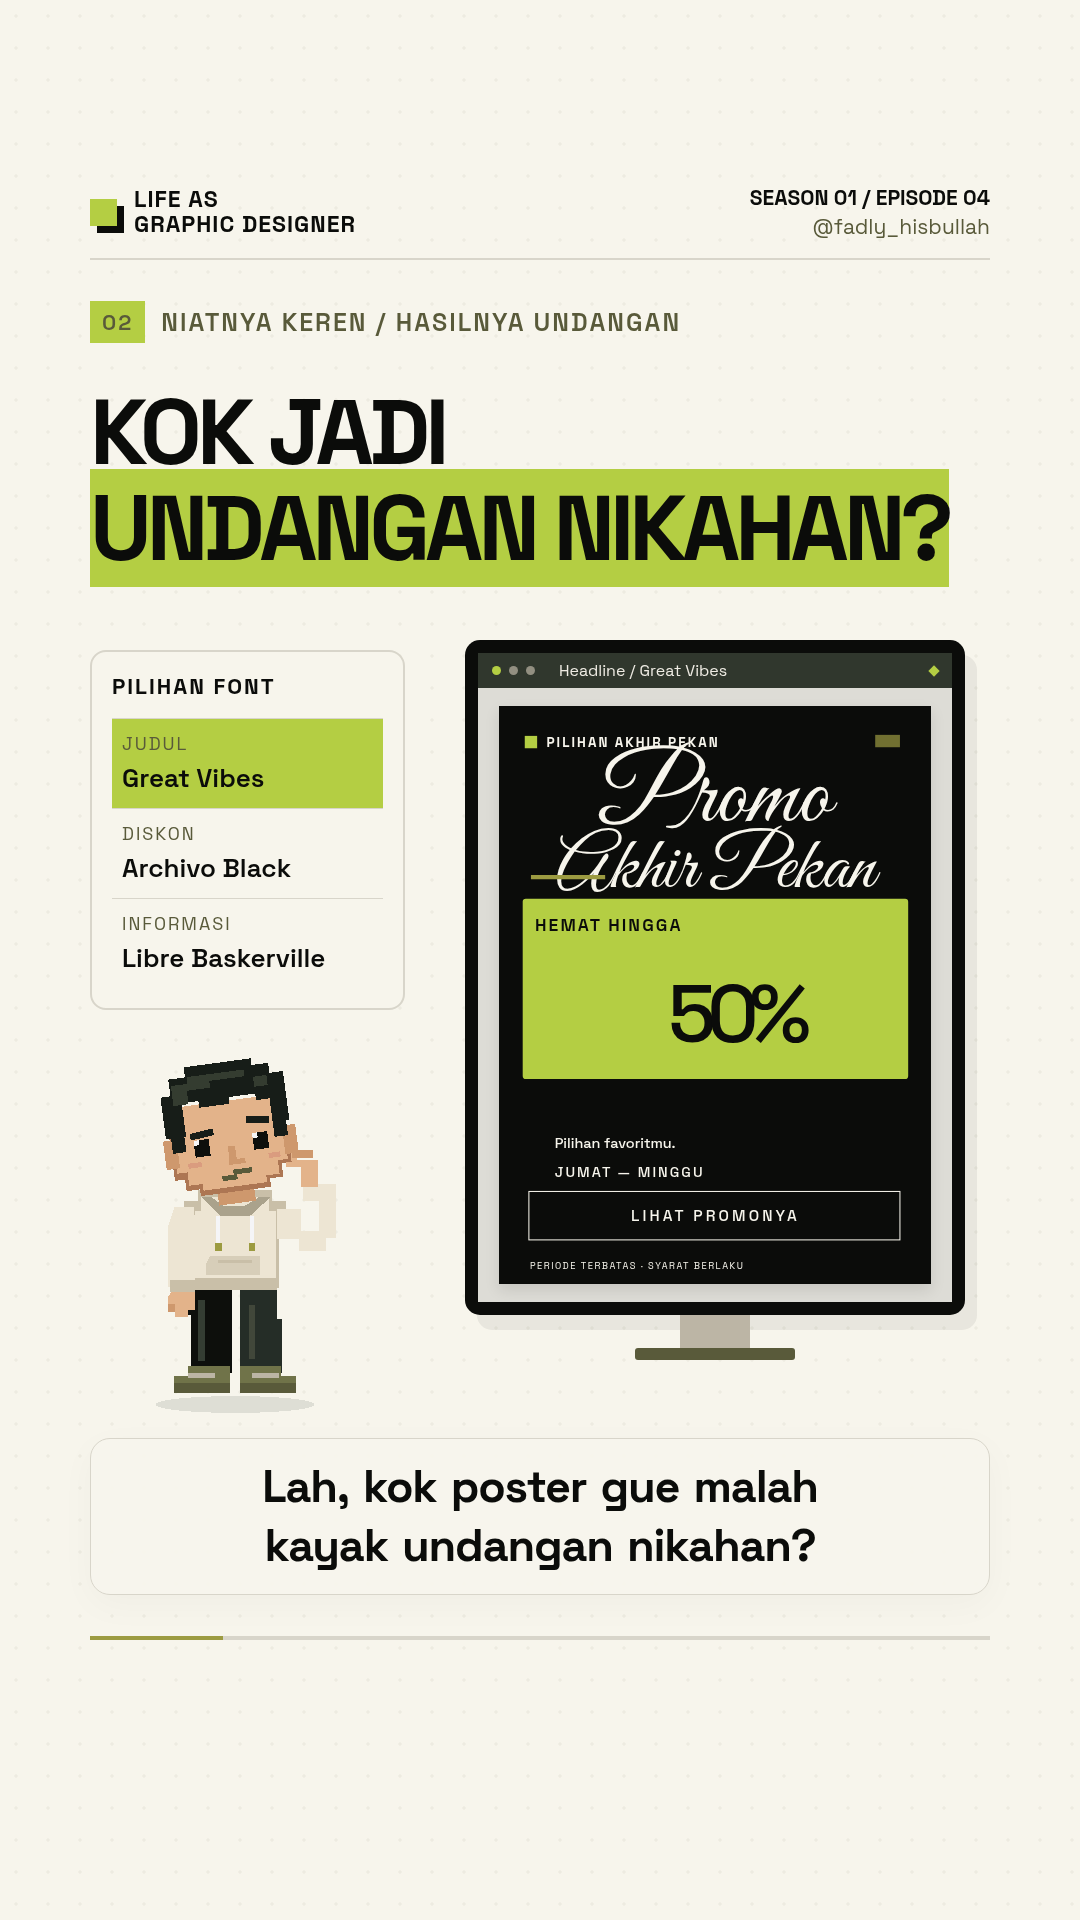 LIFE AS
GRAPHIC DESIGNER
SEASON 01 / EPISODE 04
@fadly_hisbullah
02 NIATNYA KEREN / HASILNYA UNDANGAN
KOK JADI
UNDANGAN NIKAHAN?
PILIHAN FONT
JUDUL
Great Vibes
DISKON
Archivo Black
INFORMASI
Libre Baskerville
Headline / Great Vibes
PILIHAN AKHIR PEKAN
Promo
Akhir Pekan
HEMAT HINGGA
50%
Pilihan favoritmu.
JUMAT — MINGGU
LIHAT PROMONYA
PERIODE TERBATAS · SYARAT BERLAKU
Lah, kok poster gue malah
kayak undangan nikahan?